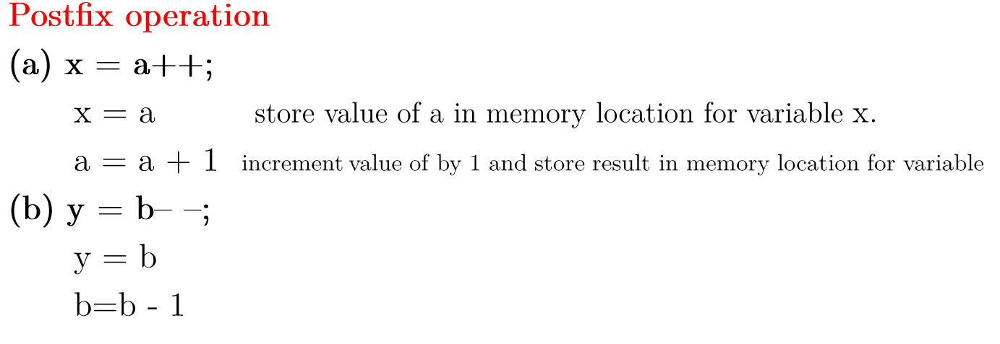 Postfix operation
(a) x = a++;
x = a store value of a in memory location for variable x.
a = a + 1 increment value of by 1 and store result in memory location for variable
(b) y = b– –;
y = b
b=b - 1